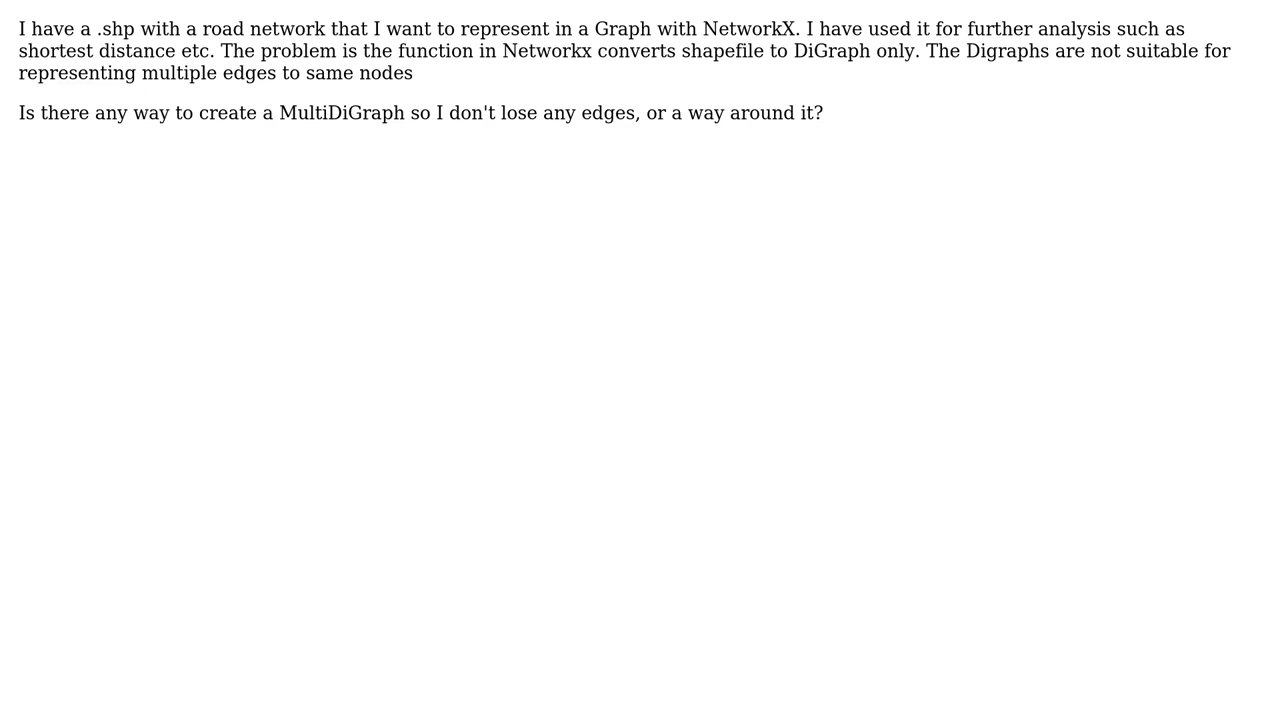 I have a .shp with a road network that I want to represent in a Graph with NetworkX. I have used it for further analysis such as
shortest distance etc. The problem is the function in Networkx converts shapefile to DiGraph only. The Digraphs are not suitable for
representing multiple edges to same nodes
Is there any way to create a MultiDiGraph so I don't lose any edges, or a way around it?